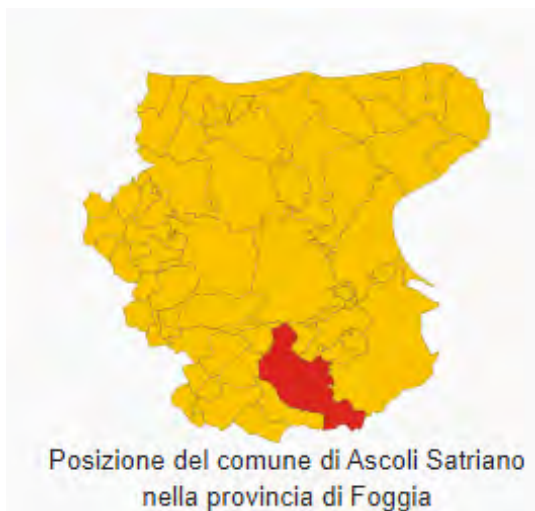 Posizione del comune di Ascoli Satriano
nella provincia di Foggia